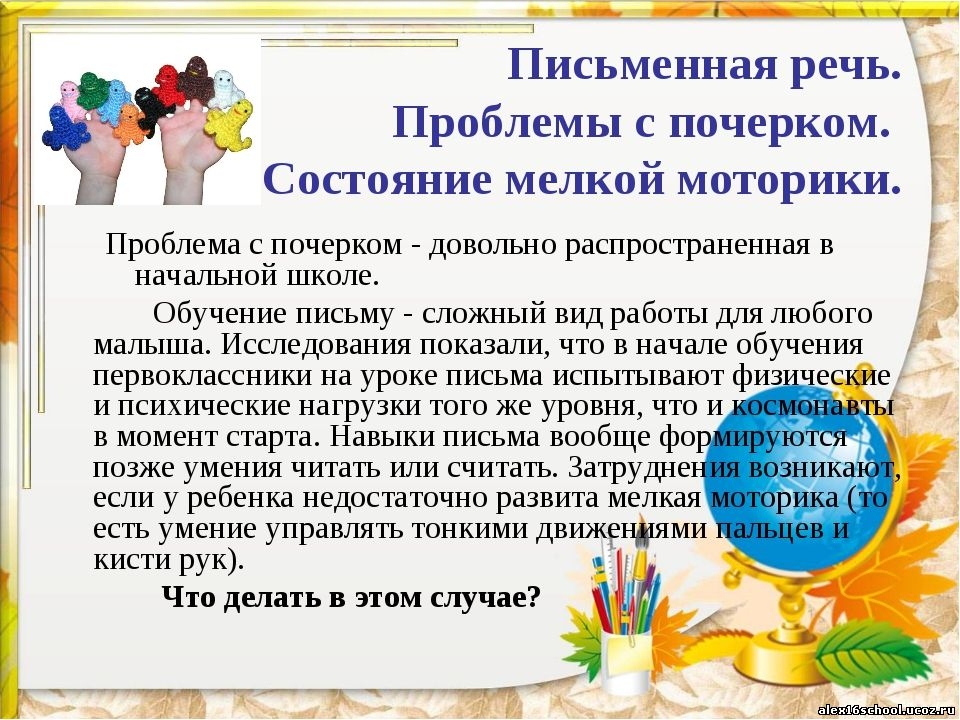 Письменная речь.
Проблемы с почерком.
Состояние мелкой моторики.
Проблема с почерком - довольно распространенная в
начальной школе.
Обучение письму - сложный вид работы для любого
малыша. Исследования показали, что в начале обучения
первоклассники на уроке письма испытывают физические
и психические нагрузки того же уровня, что и космонавты
в момент старта. Навыки письма вообще формируются
позже умения читать или считать. Затруднения возникают,
если у ребенка недостаточно развита мелкая моторика (то
есть умение управлять тонкими движениями пальцев и
кисти рук).
Что делать в этом случае?
alex16school.ucoz.ru